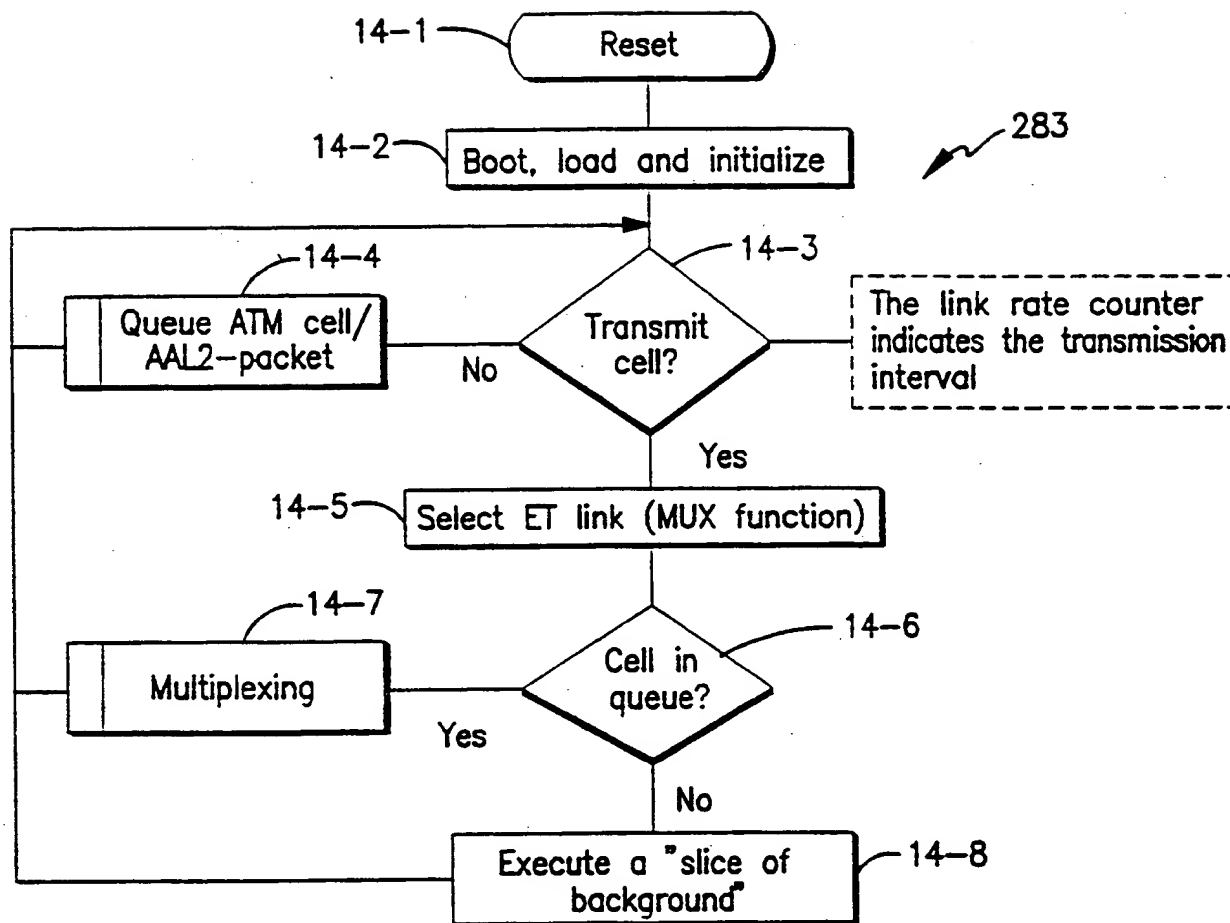 14-1
Reset
283
14-2
Boot, load and initialize
14-4
14-3
Queue ATM cell/
AAL2-packet
No
Transmit
cell?
The link rate counter
indicates the transmission
interval
Yes
14-5
Select ET link (MUX function)
14-7
14-6
Multiplexing
Yes
Cell in
queue?
No
Execute a "slice of
background"
14-8